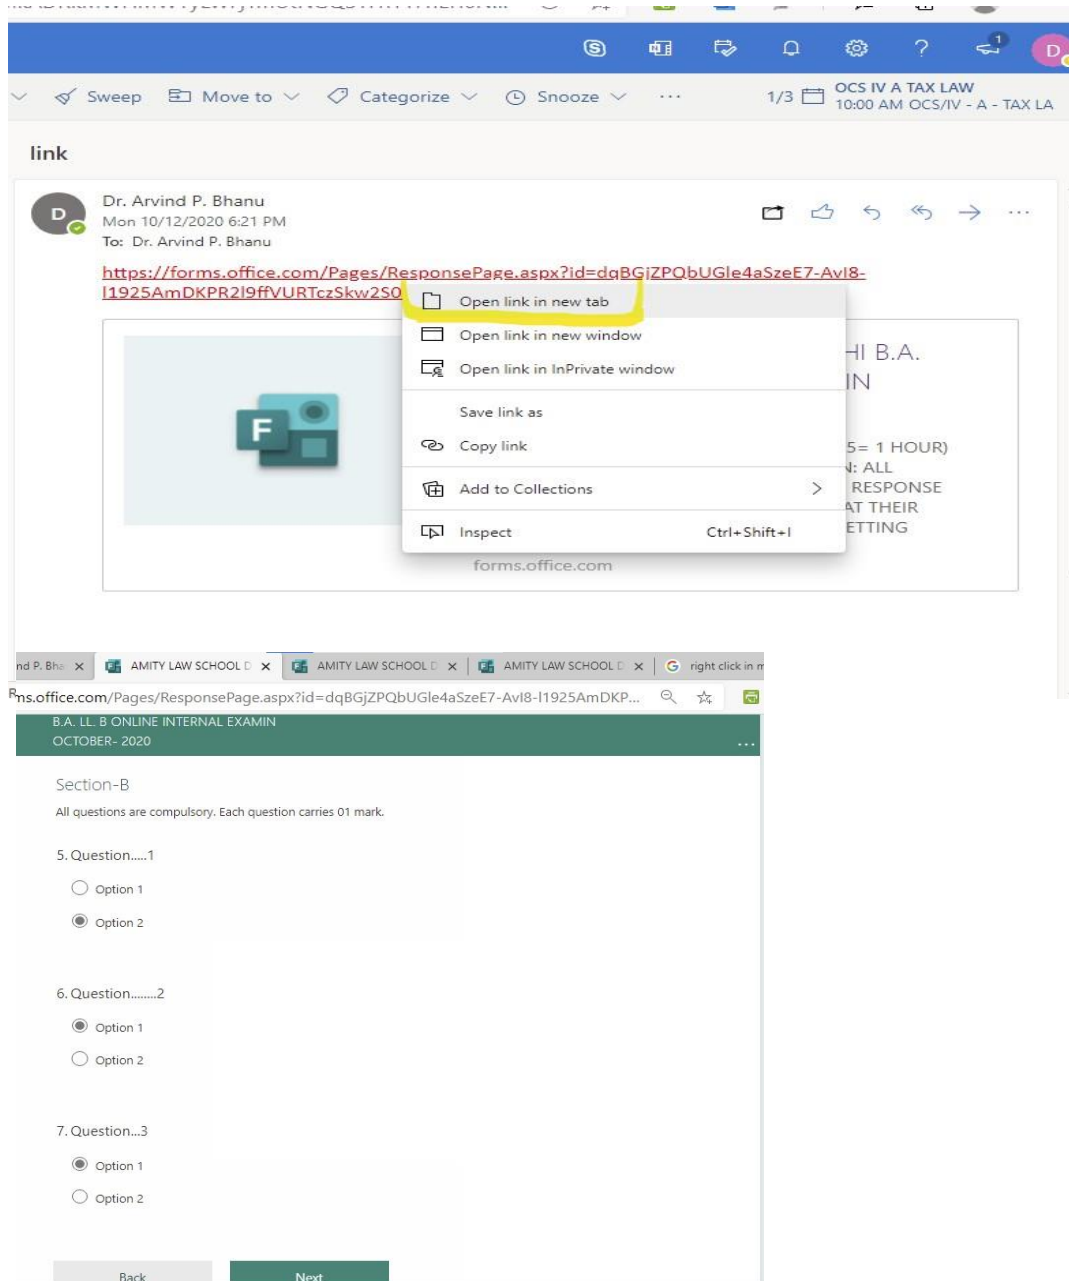 1
D
Sweep Move to Categorize Snooze ... 1/3 OCS IV A TAX LAW
10:00 AM OCS/IV - A - TAX LA
link
D
Dr. Arvind P. Bhanu
Mon 10/12/2020 6:21 PM
To: Dr. Arvind P. Bhanu
https://forms.office.com/Pages/ResponsePage.aspx?id=dqBGjZPQbUGle4aSzeE7-AvI8-
l1925AmDKPR2l9ffVURTczSkw2S0
Open link in new tab
Open link in new window
Open link in InPrivate window
Save link as
Copy link
Add to Collections
Inspect Ctrl+Shift+I
F
HI B.A.
IN
5= 1 HOUR)
N: ALL
RESPONSE
AT THEIR
ETTING
forms.office.com
nd P. Bha AMITY LAW SCHOOL D AMITY LAW SCHOOL D AMITY LAW SCHOOL D G right click in m
ms.office.com/Pages/ResponsePage.aspx?id=dqBGjZPQbUGle4aSzeE7-AvI8-l1925AmDKP...
B.A. LL. B ONLINE INTERNAL EXAMIN
OCTOBER- 2020
...
Section-B
All questions are compulsory. Each question carries 01 mark.
5. Question.....1
Option 1
Option 2
6. Question........2
Option 1
Option 2
7. Question...3
Option 1
Option 2
Back Next